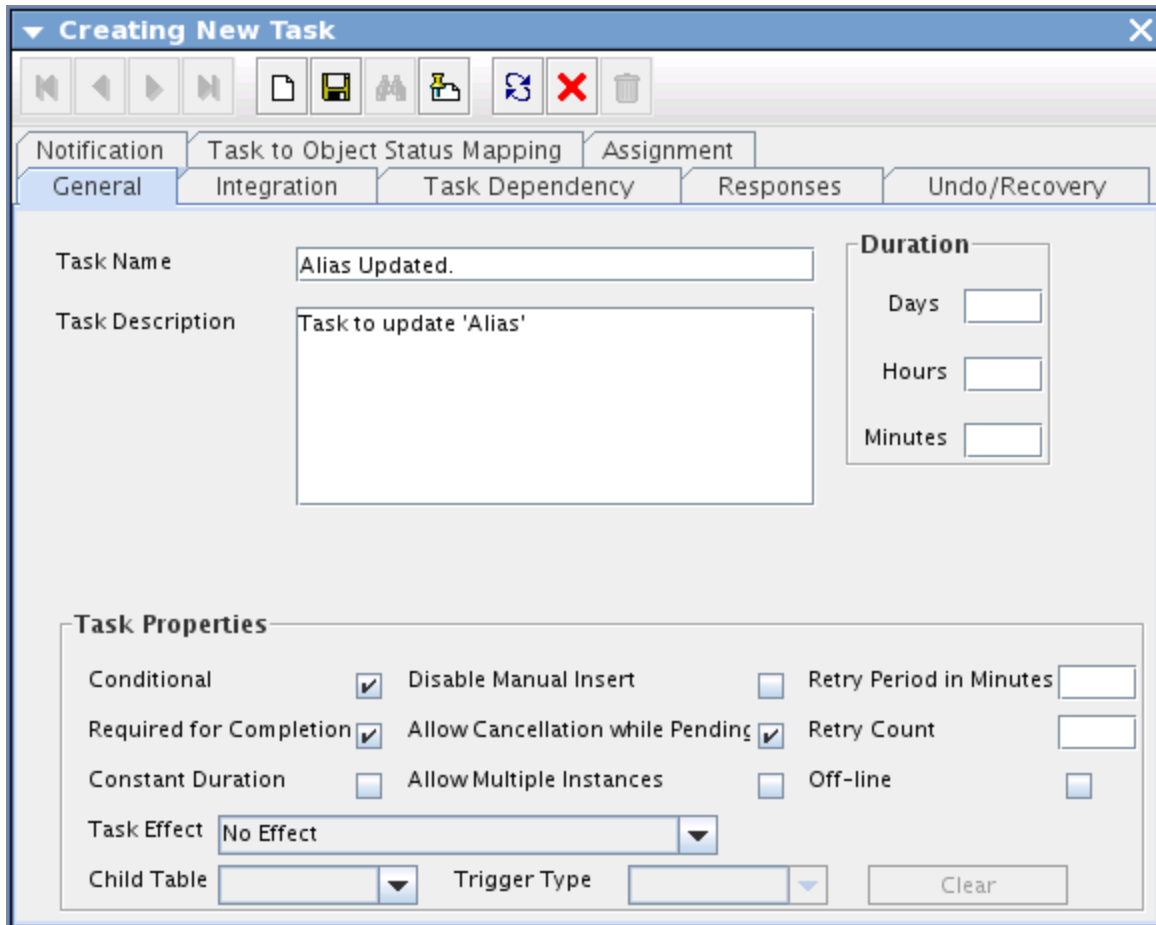 Creating New Task
Notification Task to Object Status Mapping Assignment
General Integration Task Dependency Responses Undo/Recovery
Duration
Task Name Alias Updated.
Days
Task Description Task to update 'Alias'
Hours
Minutes
Task Properties
Conditional Disable Manual Insert Retry Period in Minutes
Required for Completion Allow Cancellation while Pending Retry Count
Constant Duration Allow Multiple Instances Off-line
Task Effect No Effect
Child Table Trigger Type Clear